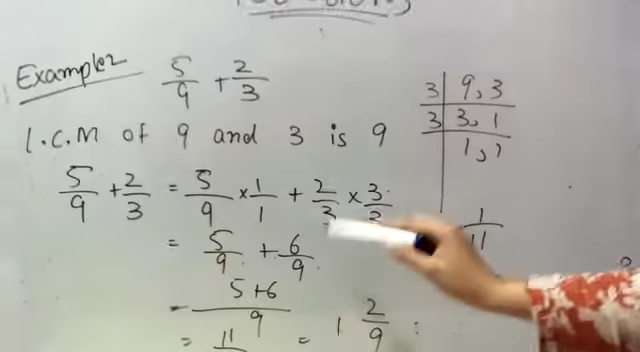 Example 2 5/9 + 2/3
L.C.M of 9 and 3 is 9
3 | 9, 3
3 | 3, 1
1, 1
5/9 + 2/3 = 5/9 × 1/1 + 2/3 × 3/3
= 5/9 + 6/9
= 5+6/9
= 11 = 1 2/9
1
11